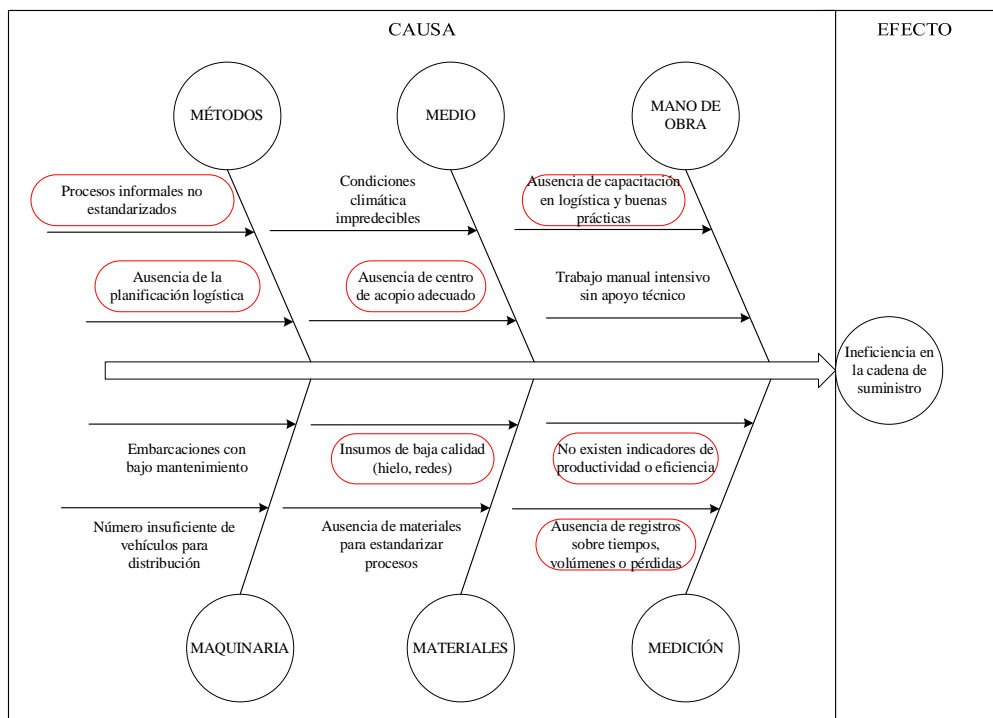 CAUSA
EFECTO
MÉTODOS
MEDIO
MANO DE
OBRA
Procesos informales no
estandarizados
Condiciones
climática
impredecibles
Ausencia de capacitación
en logística y buenas
prácticas
Ausencia de la
planificación logística
Ausencia de centro
de acopio adecuado
Trabajo manual intensivo
sin apoyo técnico
Ineficiencia en
la cadena de
suministro
Embarcaciones con
bajo mantenimiento
Insumos de baja calidad
(hielo, redes)
No existen indicadores de
productividad o eficiencia
Número insuficiente de
vehículos para
distribución
Ausencia de materiales
para estandarizar
procesos
Ausencia de registros
sobre tiempos,
volúmenes o pérdidas
MAQUINARIA
MATERIALES
MEDICIÓN